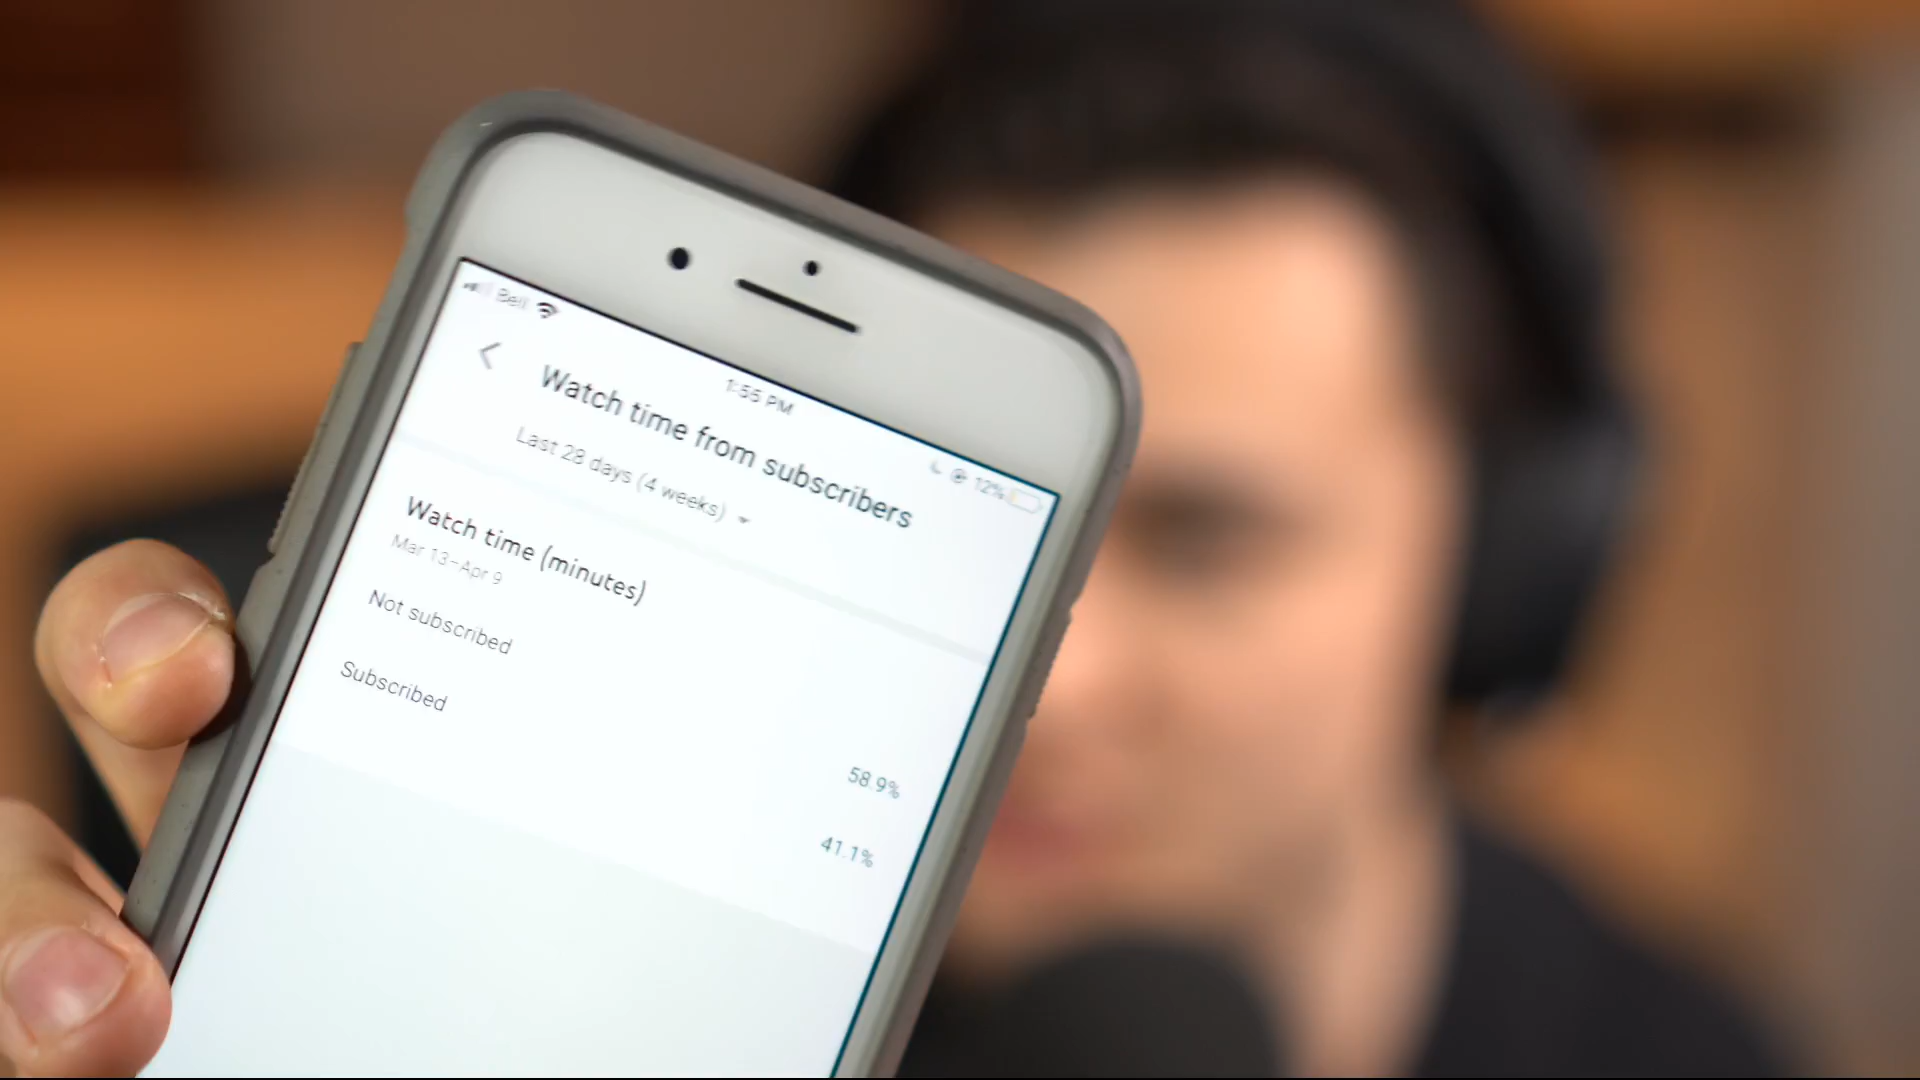 Bell
1:55 PM
12%
Watch time from subscribers
Last 28 days (4 weeks)
Watch time (minutes)
Mar 13–Apr 9
Not subscribed 58.9%
Subscribed 41.1%